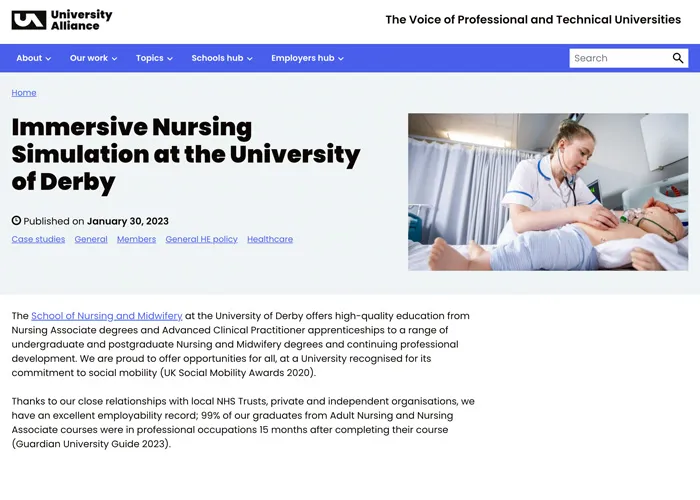 University
Alliance
The Voice of Professional and Technical Universities
About
Our work
Topics
Schools hub
Employers hub
Search
Home
Immersive Nursing
Simulation at the University
of Derby
Published on January 30, 2023
Case studies General Members General HE policy Healthcare
The School of Nursing and Midwifery at the University of Derby offers high-quality education from
Nursing Associate degrees and Advanced Clinical Practitioner apprenticeships to a range of
undergraduate and postgraduate Nursing and Midwifery degrees and continuing professional
development. We are proud to offer opportunities for all, at a University recognised for its
commitment to social mobility (UK Social Mobility Awards 2020).
Thanks to our close relationships with local NHS Trusts, private and independent organisations, we
have an excellent employability record; 99% of our graduates from Adult Nursing and Nursing
Associate courses were in professional occupations 15 months after completing their course
(Guardian University Guide 2023).